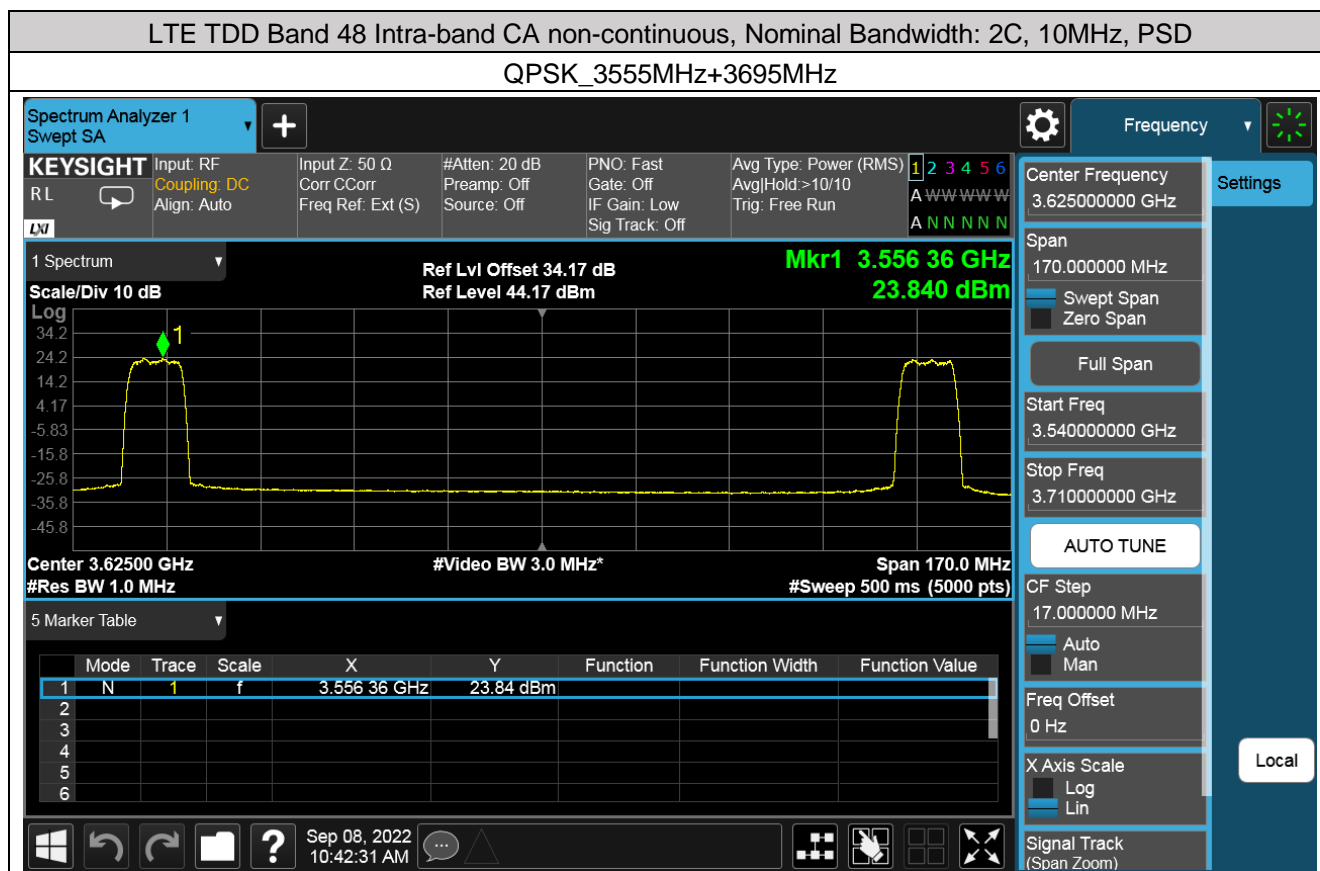 LTE TDD Band 48 Intra-band CA non-continuous, Nominal Bandwidth: 2C, 10MHz, PSD
QPSK_3555MHz+3695MHz
Spectrum Analyzer 1
Swept SA
Frequency
KEYSIGHT
RL
LXI
Input: RF
Coupling: DC
Align: Auto
Input Z: 50 Ω
Corr CCorr
Freq Ref: Ext (S)
#Atten: 20 dB
Preamp: Off
Source: Off
PNO: Fast
Gate: Off
IF Gain: Low
Sig Track: Off
Avg Type: Power (RMS)
Avg|Hold:>10/10
Trig: Free Run
1 2 3 4 5 6
A W W W W W
A N N N N N
1 Spectrum
Scale/Div 10 dB
Ref Lvl Offset 34.17 dB
Ref Level 44.17 dBm
Mkr1 3.556 36 GHz
23.840 dBm
Log
34.2
24.2
14.2
4.17
-5.83
-15.8
-25.8
-35.8
-45.8
1
Center 3.62500 GHz
#Res BW 1.0 MHz
#Video BW 3.0 MHz*
Span 170.0 MHz
#Sweep 500 ms (5000 pts)
5 Marker Table
Mode Trace Scale X Y Function Function Width Function Value
1 N 1 f 3.556 36 GHz 23.84 dBm
2
3
4
5
6
Sep 08, 2022
10:42:31 AM
?
Center Frequency
3.625000000 GHz
Settings
Span
170.000000 MHz
Swept Span
Zero Span
Full Span
Start Freq
3.540000000 GHz
Stop Freq
3.710000000 GHz
AUTO TUNE
CF Step
17.000000 MHz
Auto
Man
Freq Offset
0 Hz
X Axis Scale
Log
Lin
Local
Signal Track
(Span Zoom)